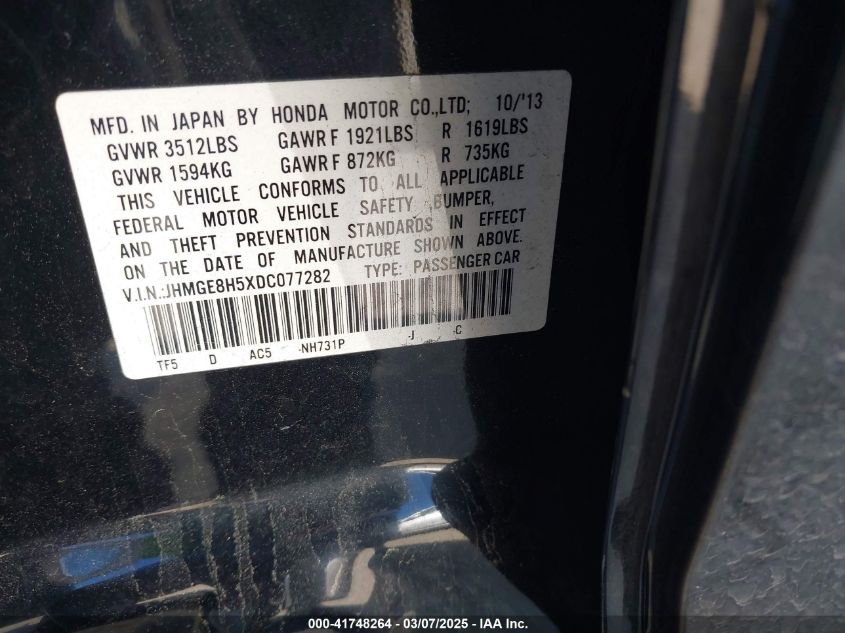 MFD. IN JAPAN BY HONDA MOTOR CO.,LTD; 10/'13
GVWR 3512LBS GAWR F 1921LBS R 1619LBS
GVWR 1594KG GAWR F 872KG R 735KG
THIS VEHICLE CONFORMS TO ALL APPLICABLE
FEDERAL MOTOR VEHICLE SAFETY, BUMPER,
AND THEFT PREVENTION STANDARDS IN EFFECT
ON THE DATE OF MANUFACTURE SHOWN ABOVE.
V.I.N.:JHMGE8H5XDC077282 TYPE: PASSENGER CAR
TF5 D AC5 -NH731P -J -C
000-41748264 - 03/07/2025 - IAA Inc.